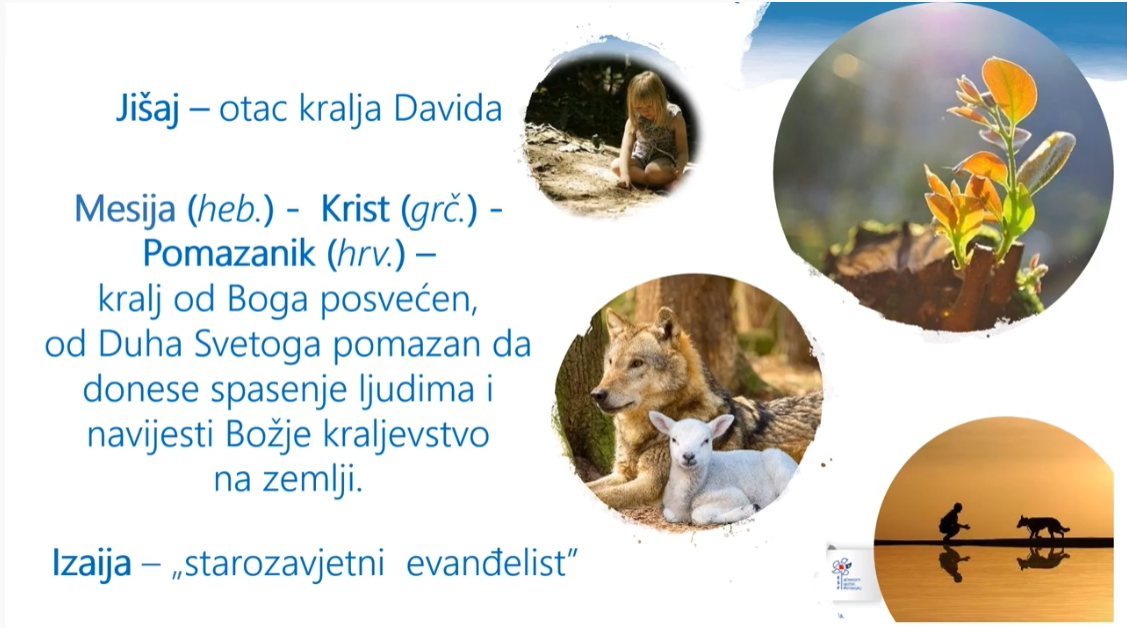 Jišaj – otac kralja Davida
Mesija (heb.) - Krist (grč.) -
Pomazanik (hrv.) –
kralj od Boga posvećen,
od Duha Svetoga pomazan da
donese spasenje ljudima i
navijesti Božje kraljevstvo
na zemlji.
Izaija – „starozavjetni evanđelist”